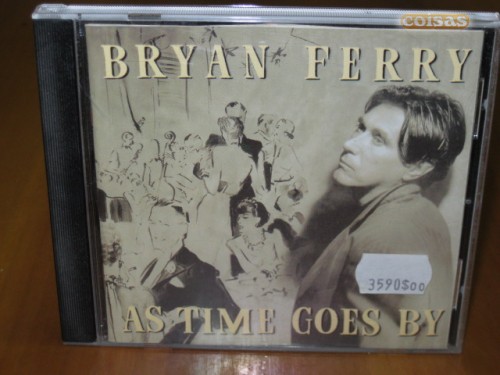 coisas
BRYAN FERRY
3590$00
AS TIME GOES BY